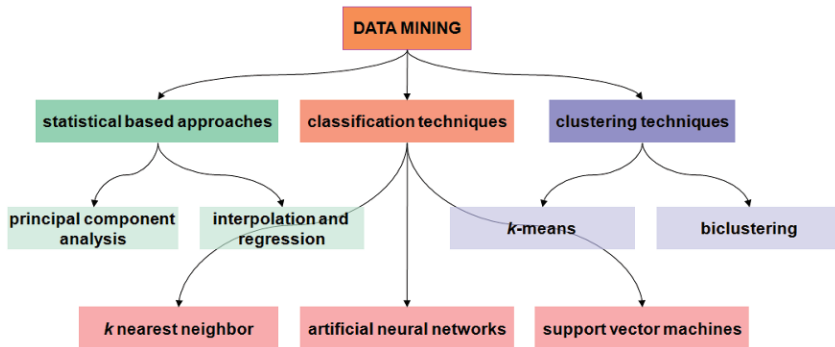 DATA MINING
statistical based approaches
classification techniques
clustering techniques
principal component
analysis
interpolation and
regression
k-means
biclustering
k nearest neighbor
artificial neural networks
support vector machines